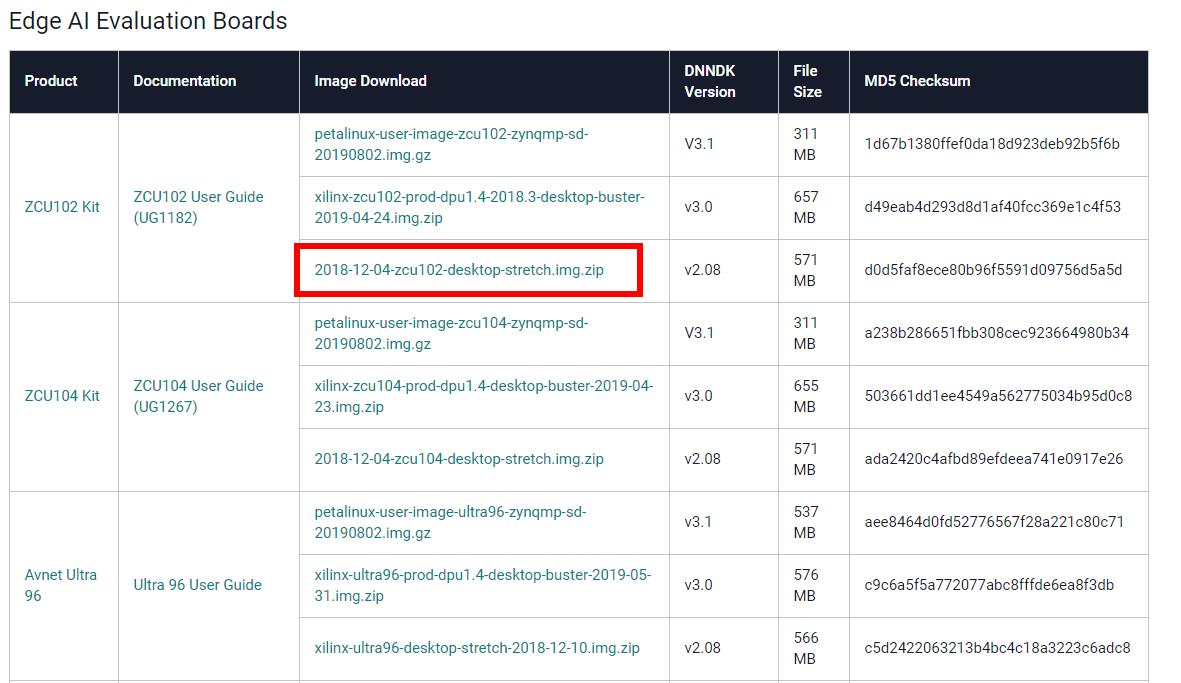 Edge AI Evaluation Boards
Product
Documentation
Image Download
DNNDK
Version
File
Size
MD5 Checksum
ZCU102 Kit
ZCU102 User Guide
(UG1182)
petalinux-user-image-zcu102-zynqmp-sd-
20190802.img.gz
V3.1
311
MB
1d67b1380ffef0da18d923deb92b5f6b
xilinx-zcu102-prod-dpu1.4-2018.3-desktop-buster-
2019-04-24.img.zip
v3.0
657
MB
d49eab4d293d8d1af40fcc369e1c4f53
2018-12-04-zcu102-desktop-stretch.img.zip
v2.08
571
MB
d0d5faf8ece80b96f5591d09756d5a5d
ZCU104 Kit
ZCU104 User Guide
(UG1267)
petalinux-user-image-zcu104-zynqmp-sd-
20190802.img.gz
V3.1
311
MB
a238b286651fbb308cec923664980b34
xilinx-zcu104-prod-dpu1.4-desktop-buster-2019-04-
23.img.zip
v3.0
655
MB
503661dd1ee4549a562775034b95d0c8
2018-12-04-zcu104-desktop-stretch.img.zip
v2.08
571
MB
ada2420c4afbd89efdeea741e0917e26
Avnet Ultra
96
Ultra 96 User Guide
petalinux-user-image-ultra96-zynqmp-sd-
20190802.img.gz
v3.1
537
MB
aee8464d0fd52776567f28a221c80c71
xilinx-ultra96-prod-dpu1.4-desktop-buster-2019-05-
31.img.zip
v3.0
576
MB
c9c6a5f5a772077abc8fffde6ea8f3db
xilinx-ultra96-desktop-stretch-2018-12-10.img.zip
v2.08
566
MB
c5d2422063213b4bc4c18a3223c6adc8